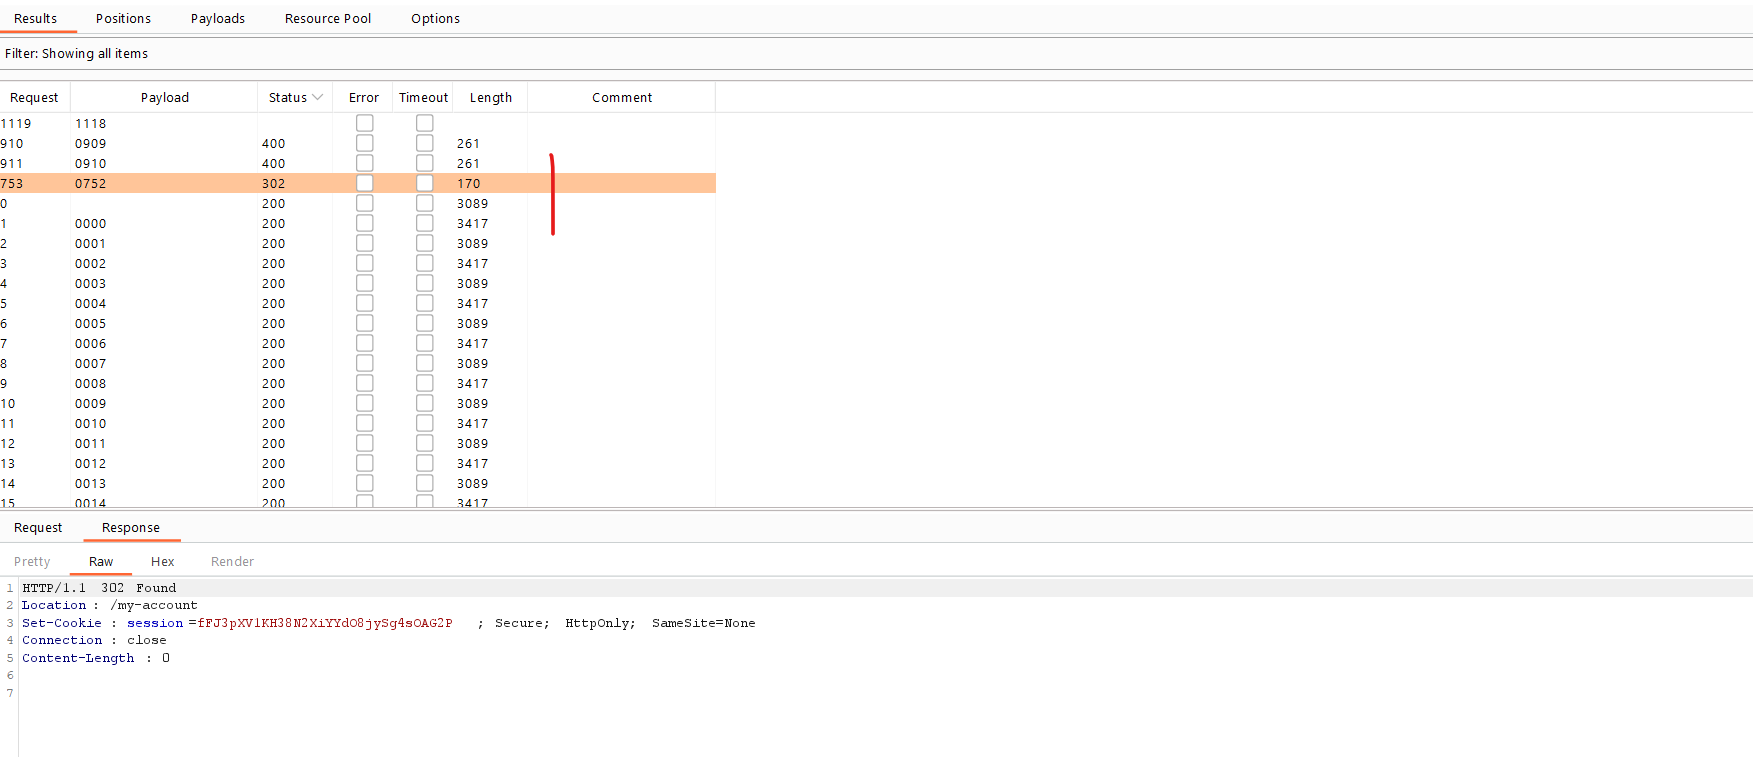 Results Positions Payloads Resource Pool Options
Filter: Showing all items
Request Payload Status Error Timeout Length Comment
1119 1118
910 0909 400 261
911 0910 400 261
753 0752 302 170
0 200 3089
1 0000 200 3417
2 0001 200 3089
3 0002 200 3417
4 0003 200 3089
5 0004 200 3417
6 0005 200 3089
7 0006 200 3417
8 0007 200 3089
9 0008 200 3417
10 0009 200 3089
11 0010 200 3417
12 0011 200 3089
13 0012 200 3417
14 0013 200 3089
15 0014 200 3417
Request Response
Pretty Raw Hex Render
1 HTTP/1.1 302 Found
2 Location : /my-account
3 Set-Cookie : session =fFJ3pXVlKH38N2XiYYdO8jySg4sOAG2P ; Secure; HttpOnly; SameSite=None
4 Connection : close
5 Content-Length : 0
6
7